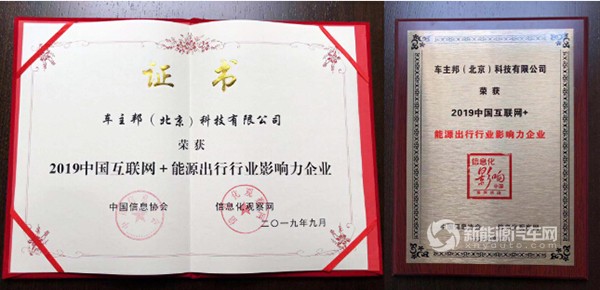 证书
车主邦（北京）科技有限公司
荣获
2019中国互联网+能源出行行业影响力企业
中国信息协会 信息化观察网
二〇一九年九月
车主邦（北京）科技有限公司
荣获
2019中国互联网+
能源出行行业影响力企业
信息化
影响
新能源汽车网